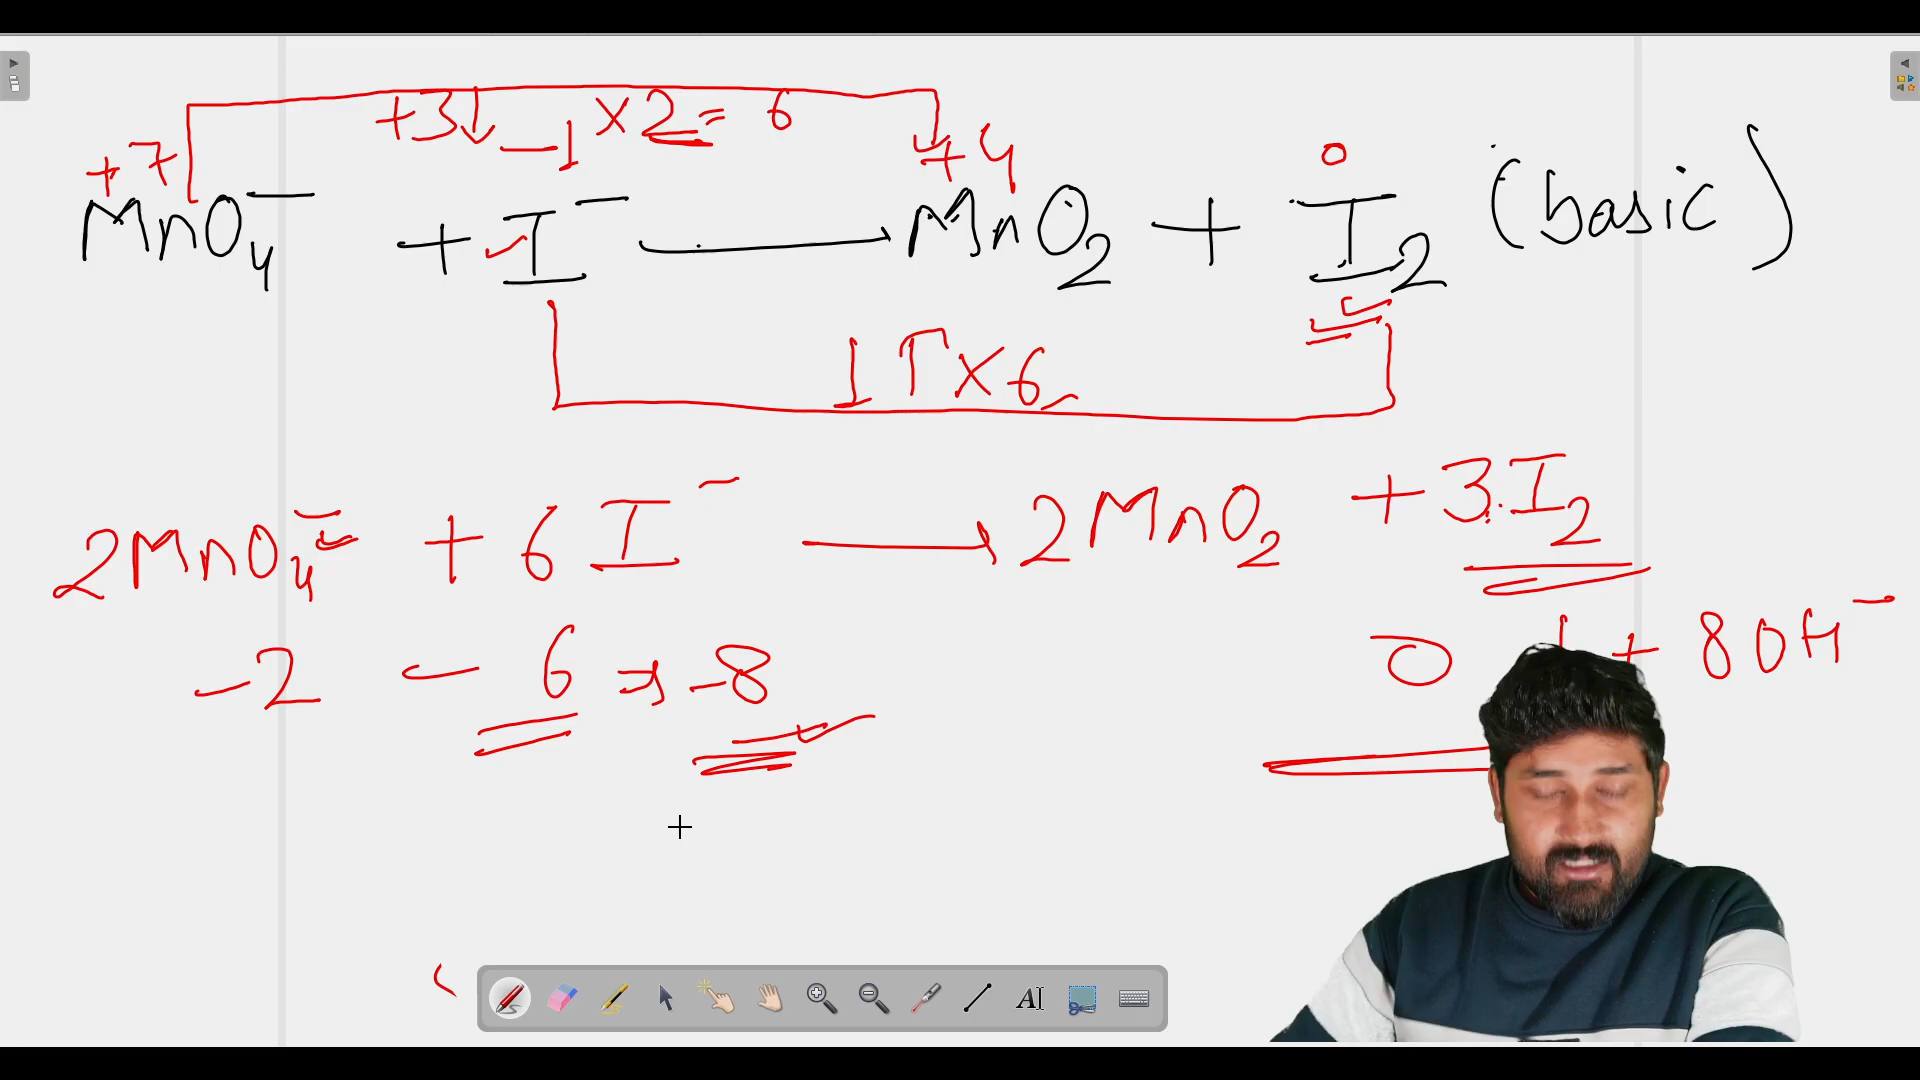 +3↓ × 2 = 6
+7 -1 +4 0
MnO₄⁻ + I⁻ → MnO₂ + I₂ (basic)
1↑ × 6
2MnO₄⁻ + 6I⁻ → 2MnO₂ + 3I₂
-2 - 6 ⇒ -8 0 + 8OH⁻
AI